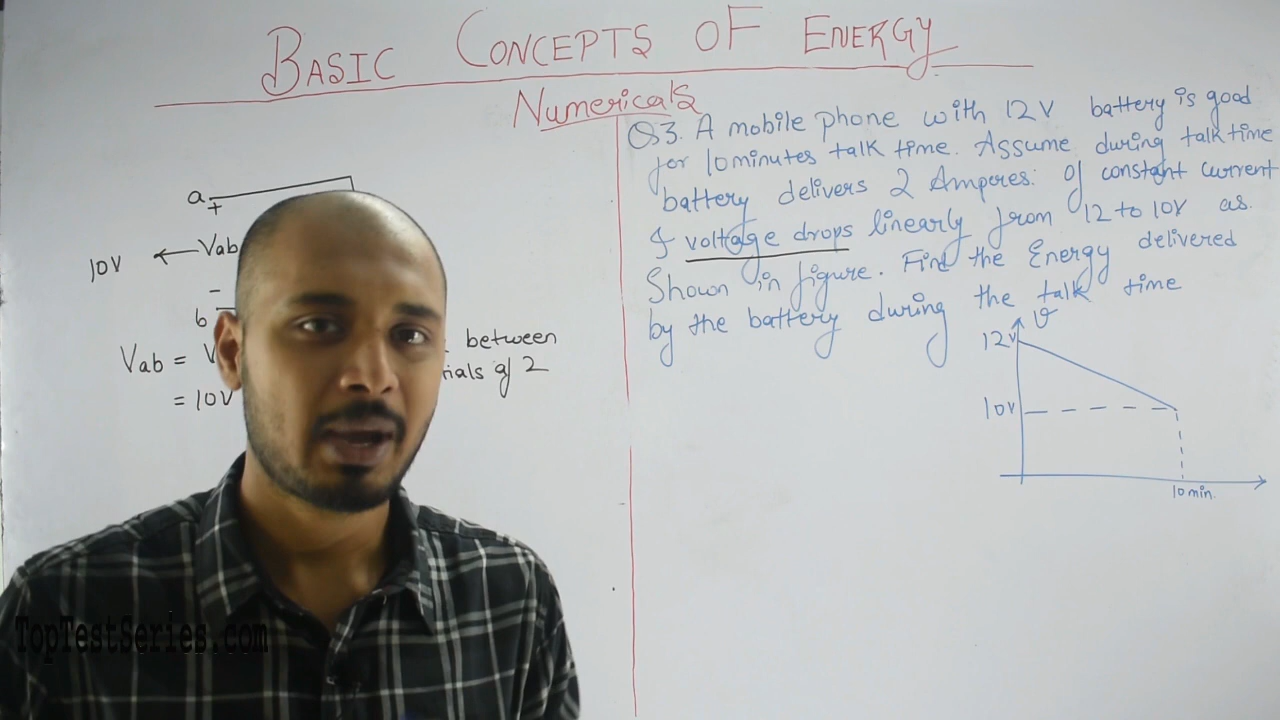 BASIC CONCEPTS OF ENERGY
Numericals
a
+
10V ← Vab
-
b
Vab = V
= 10V
between
ials of 2
Q3. A mobile phone with 12V battery is good
for 10minutes talk time. Assume during talktime
battery delivers 2 Amperes. of constant current
& voltage drops linearly from 12 to 10V as.
Shown in figure. Find the Energy delivered
by the battery during the talk time
v
12V
10V
10min.
TopTestSeries.com